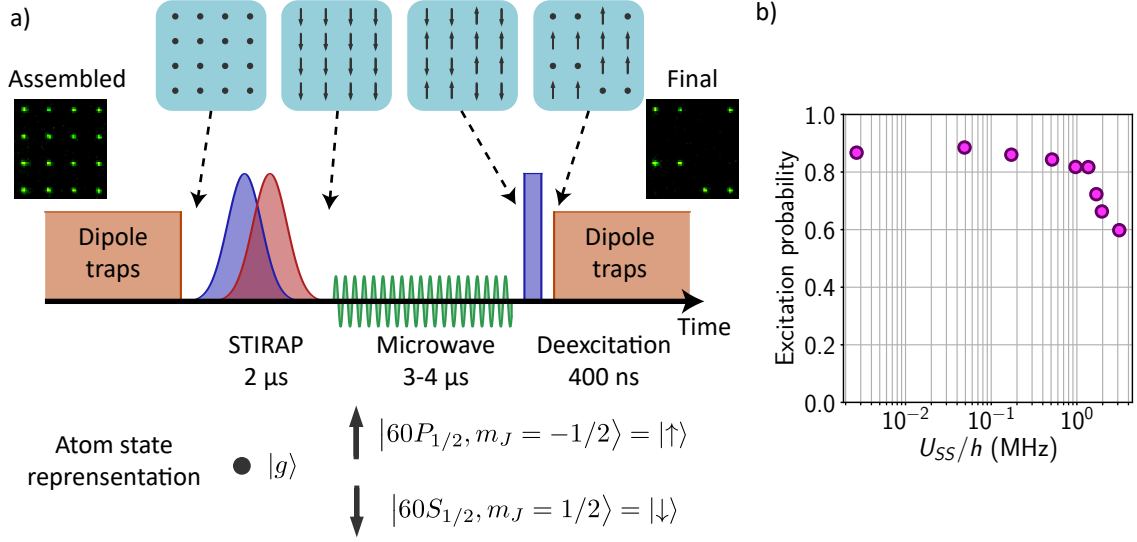 a)
Assembled
Final
Dipole
traps
Dipole
traps
Time
STIRAP
2 µs
Microwave
3-4 µs
Deexcitation
400 ns
Atom state
reprensentation
|g⟩
|60P1/2, mJ = −1/2⟩ = |↑⟩
|60S1/2, mJ = 1/2⟩ = |↓⟩
b)
Excitation probability
1.0
0.8
0.6
0.4
0.2
0.0
10⁻² 10⁻¹ 10⁰
USS/h (MHz)